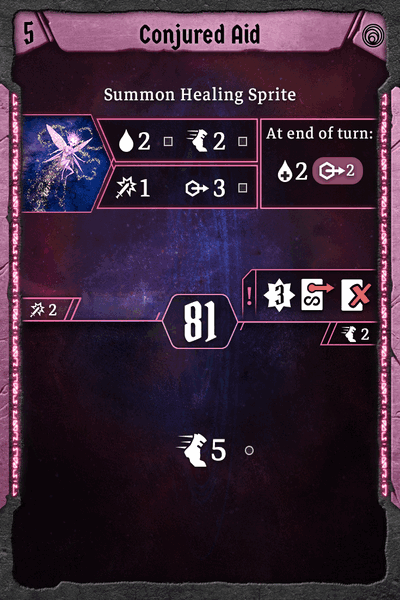 5 Conjured Aid
Summon Healing Sprite
2 2 At end of turn:
2 2
1 3
2 81 ! 3
2
5